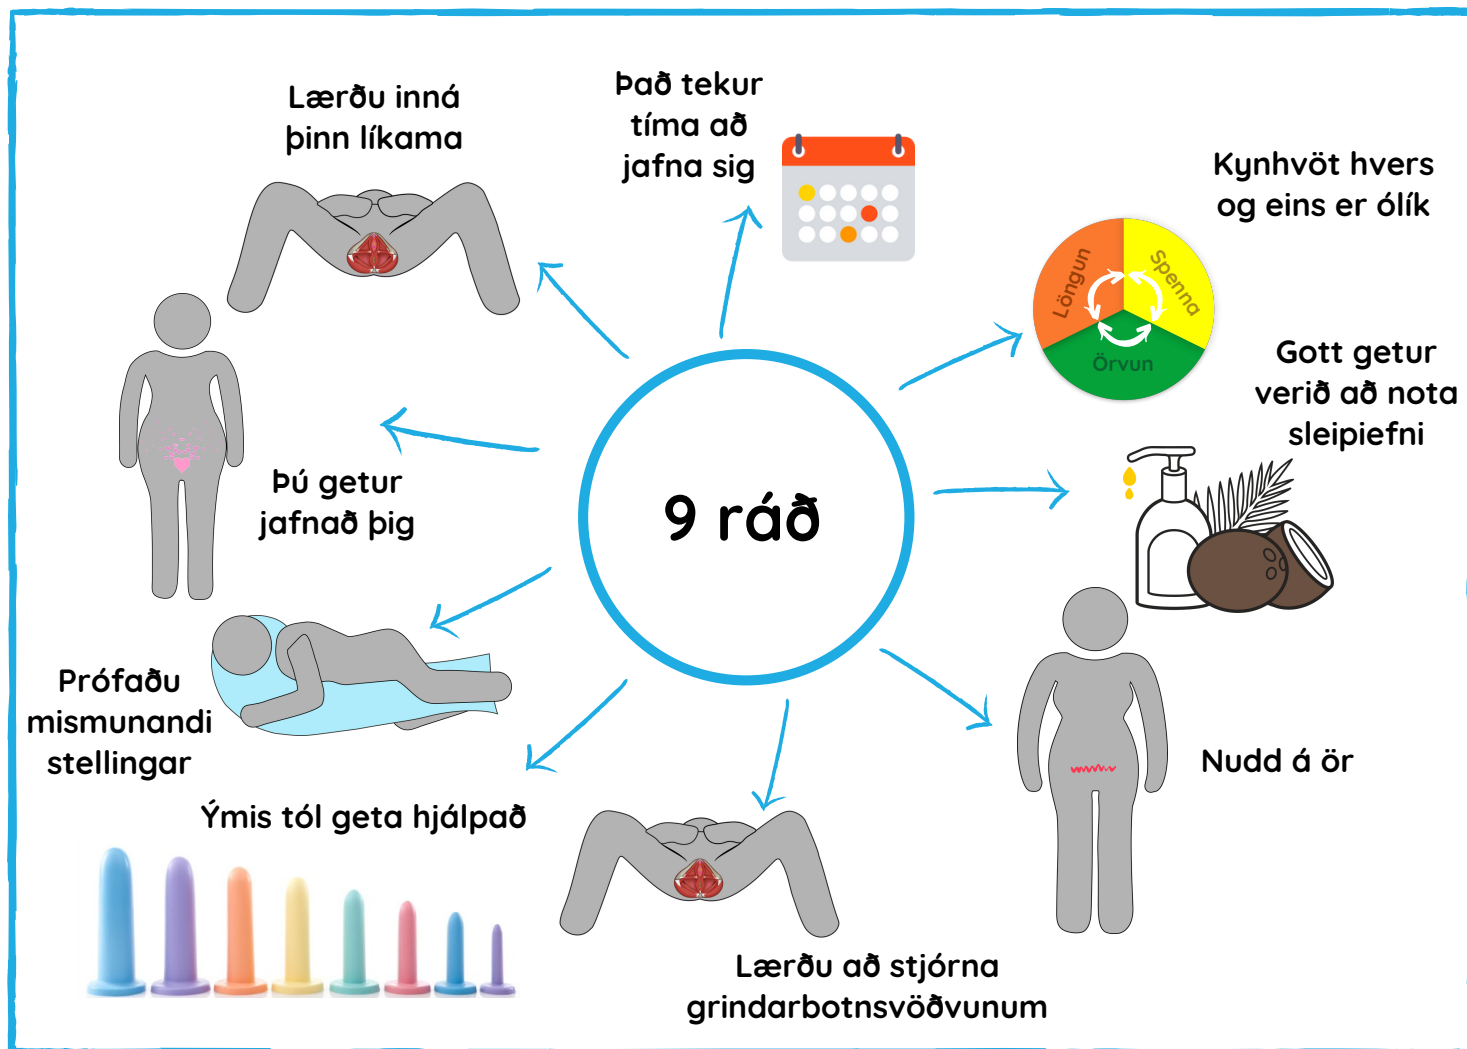 Lærðu inná
þinn líkama
Það tekur
tíma að
jafna sig
Kynhvöt hvers
og eins er ólík
Löngun
Spenna
Örvun
Gott getur
verið að nota
sleipiefni
Þú getur
jafnað þig
9 ráð
Prófaðu
mismunandi
stellingar
Nudd á ör
Ýmis tól geta hjálpað
Lærðu að stjórna
grindarbotnsvöðvunum